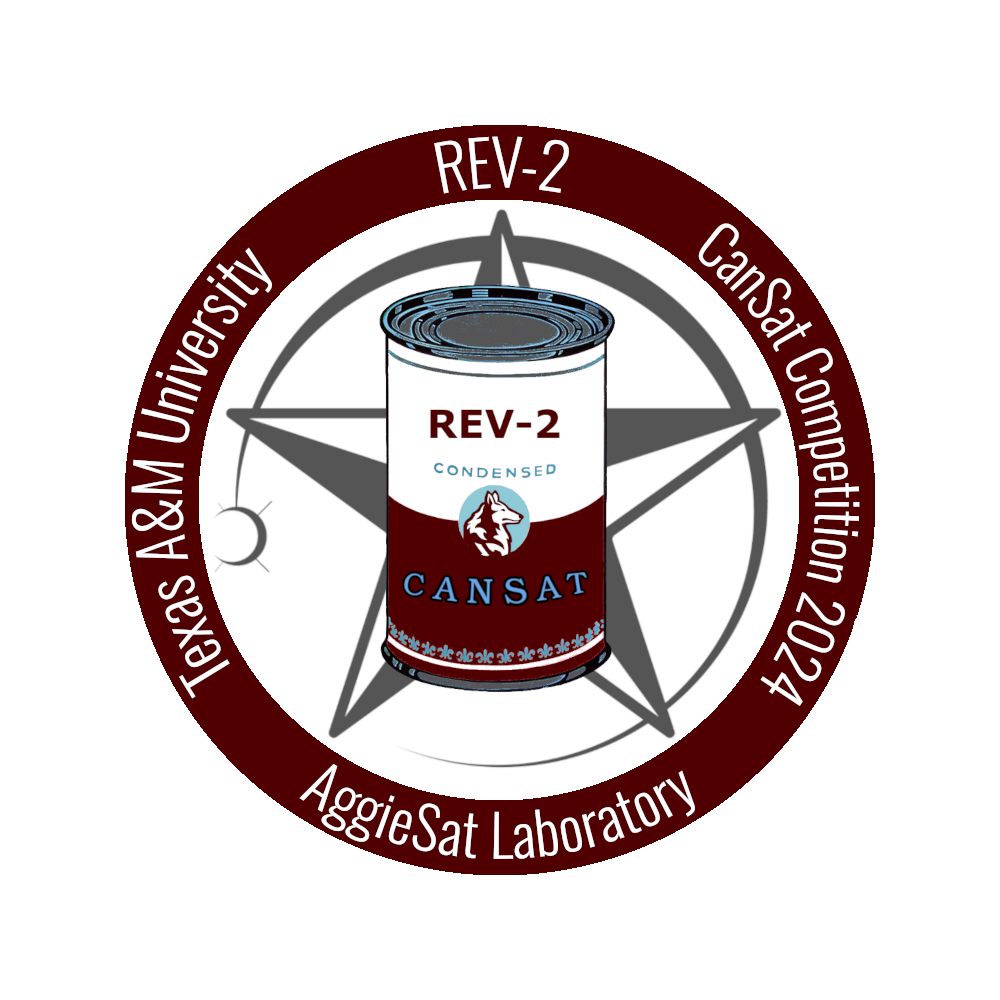 REV-2
Texas A&M University
CanSat Competition 2024
REV-2
CONDENSED
CANSAT
AggieSat Laboratory